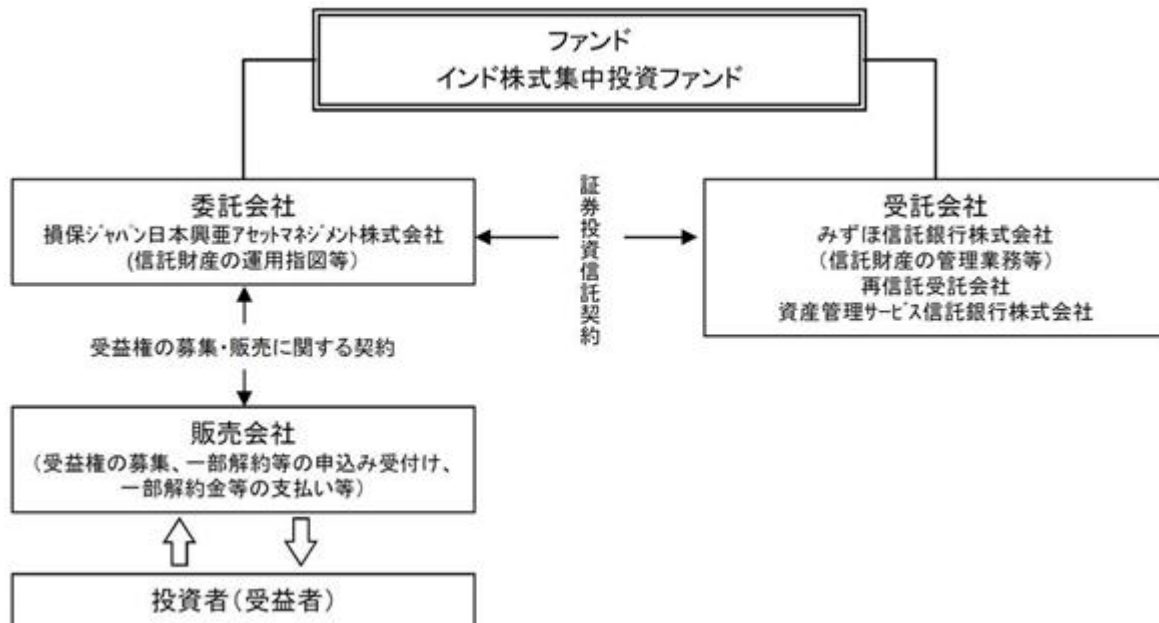 ファンド
インド株式集中投資ファンド
委託会社
損保ジャパン日本興亜アセットマネジメント株式会社
(信託財産の運用指図等)
証券投資信託契約
受託会社
みずほ信託銀行株式会社
(信託財産の管理業務等)
再信託受託会社
資産管理サービス信託銀行株式会社
受益権の募集・販売に関する契約
販売会社
(受益権の募集、一部解約等の申込み受付け、
一部解約金等の支払い等)
投資者(受益者)